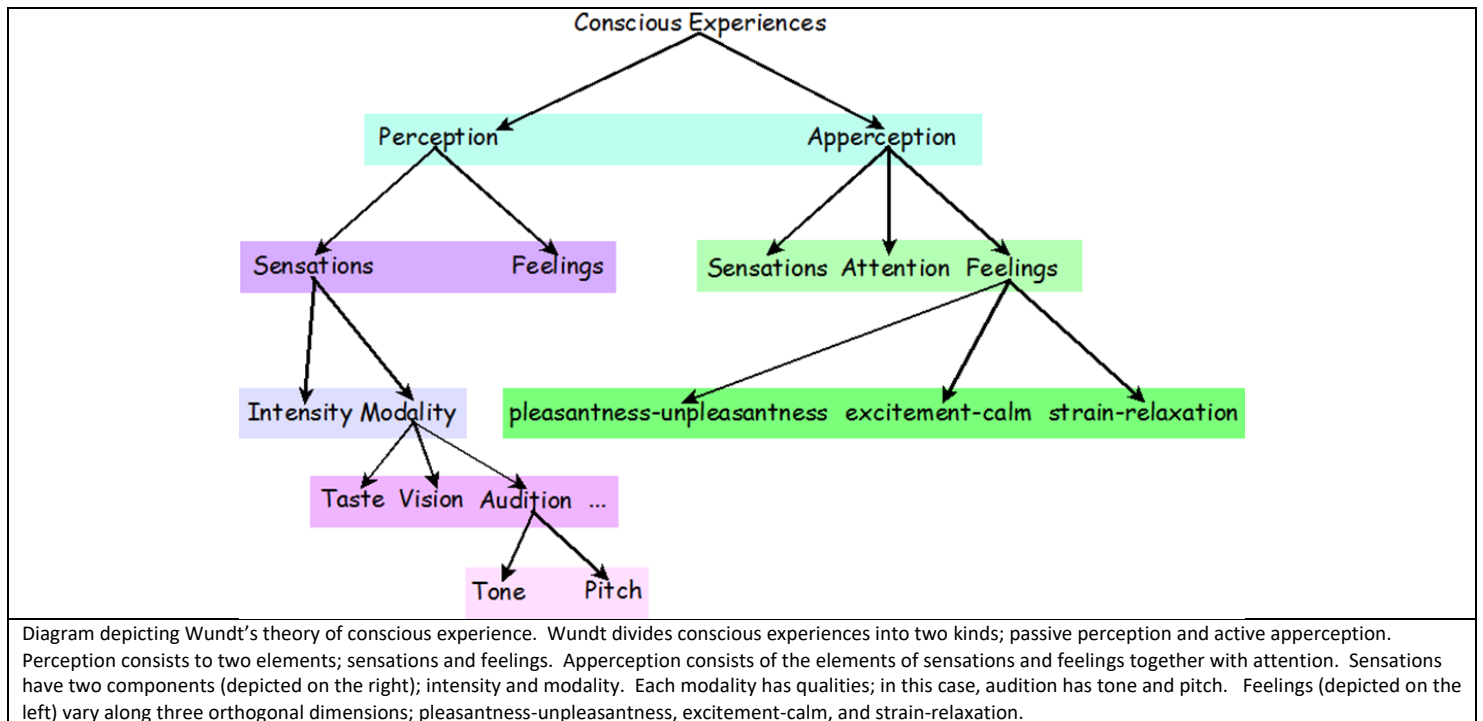 Conscious Experiences
Perception Apperception
Sensations Feelings Sensations Attention Feelings
Intensity Modality pleasantness-unpleasantness excitement-calm strain-relaxation
Taste Vision Audition ...
Tone Pitch
Diagram depicting Wundt’s theory of conscious experience.  Wundt divides conscious experiences into two kinds; passive perception and active apperception.
Perception consists to two elements; sensations and feelings.  Apperception consists of the elements of sensations and feelings together with attention.  Sensations
have two components (depicted on the right); intensity and modality.  Each modality has qualities; in this case, audition has tone and pitch.   Feelings (depicted on the
left) vary along three orthogonal dimensions; pleasantness-unpleasantness, excitement-calm, and strain-relaxation.